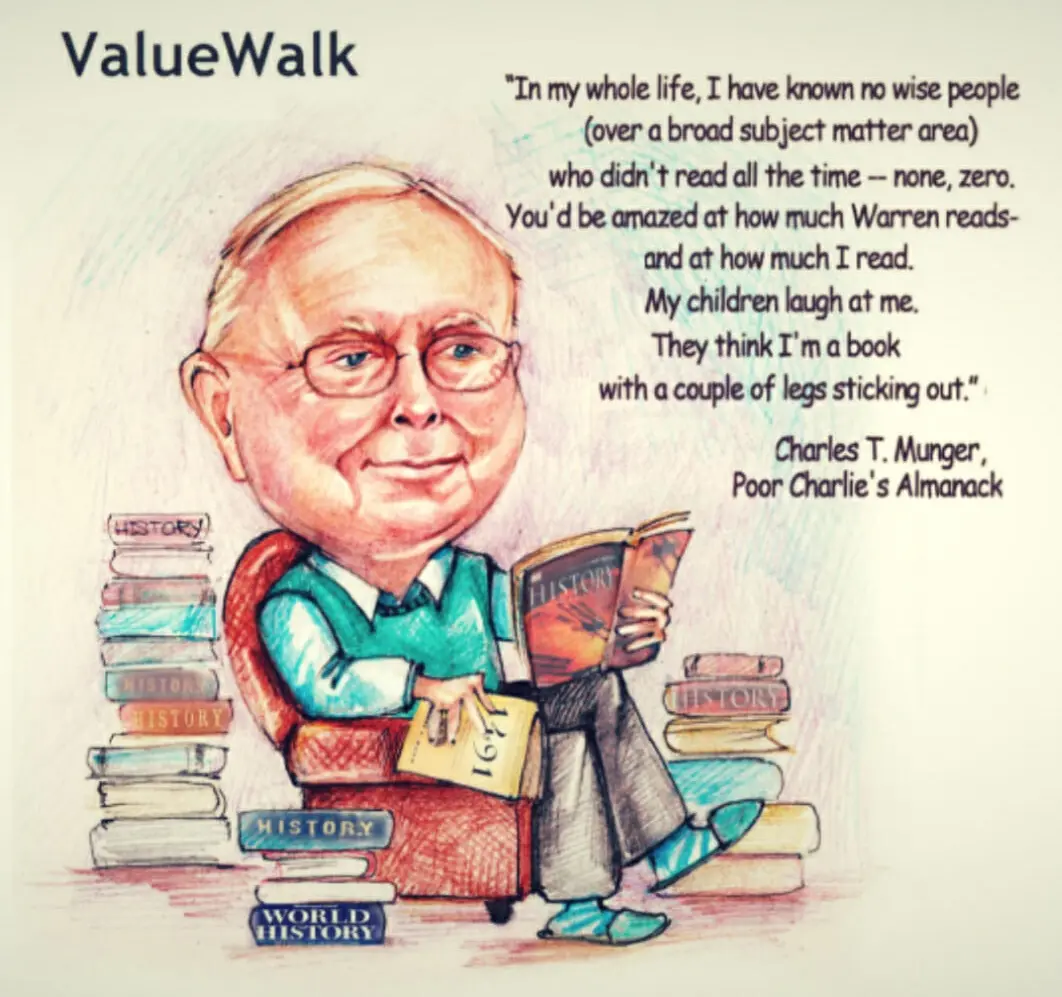 ValueWalk
"In my whole life, I have known no wise people
(over a broad subject matter area)
who didn't read all the time -- none, zero.
You'd be amazed at how much Warren reads-
and at how much I read.
My children laugh at me.
They think I'm a book
with a couple of legs sticking out."
Charles T. Munger,
Poor Charlie's Almanack
HISTORY
HISTORY
HISTORY
HISTORY
HISTORY
HISTORY
WORLD
HISTORY